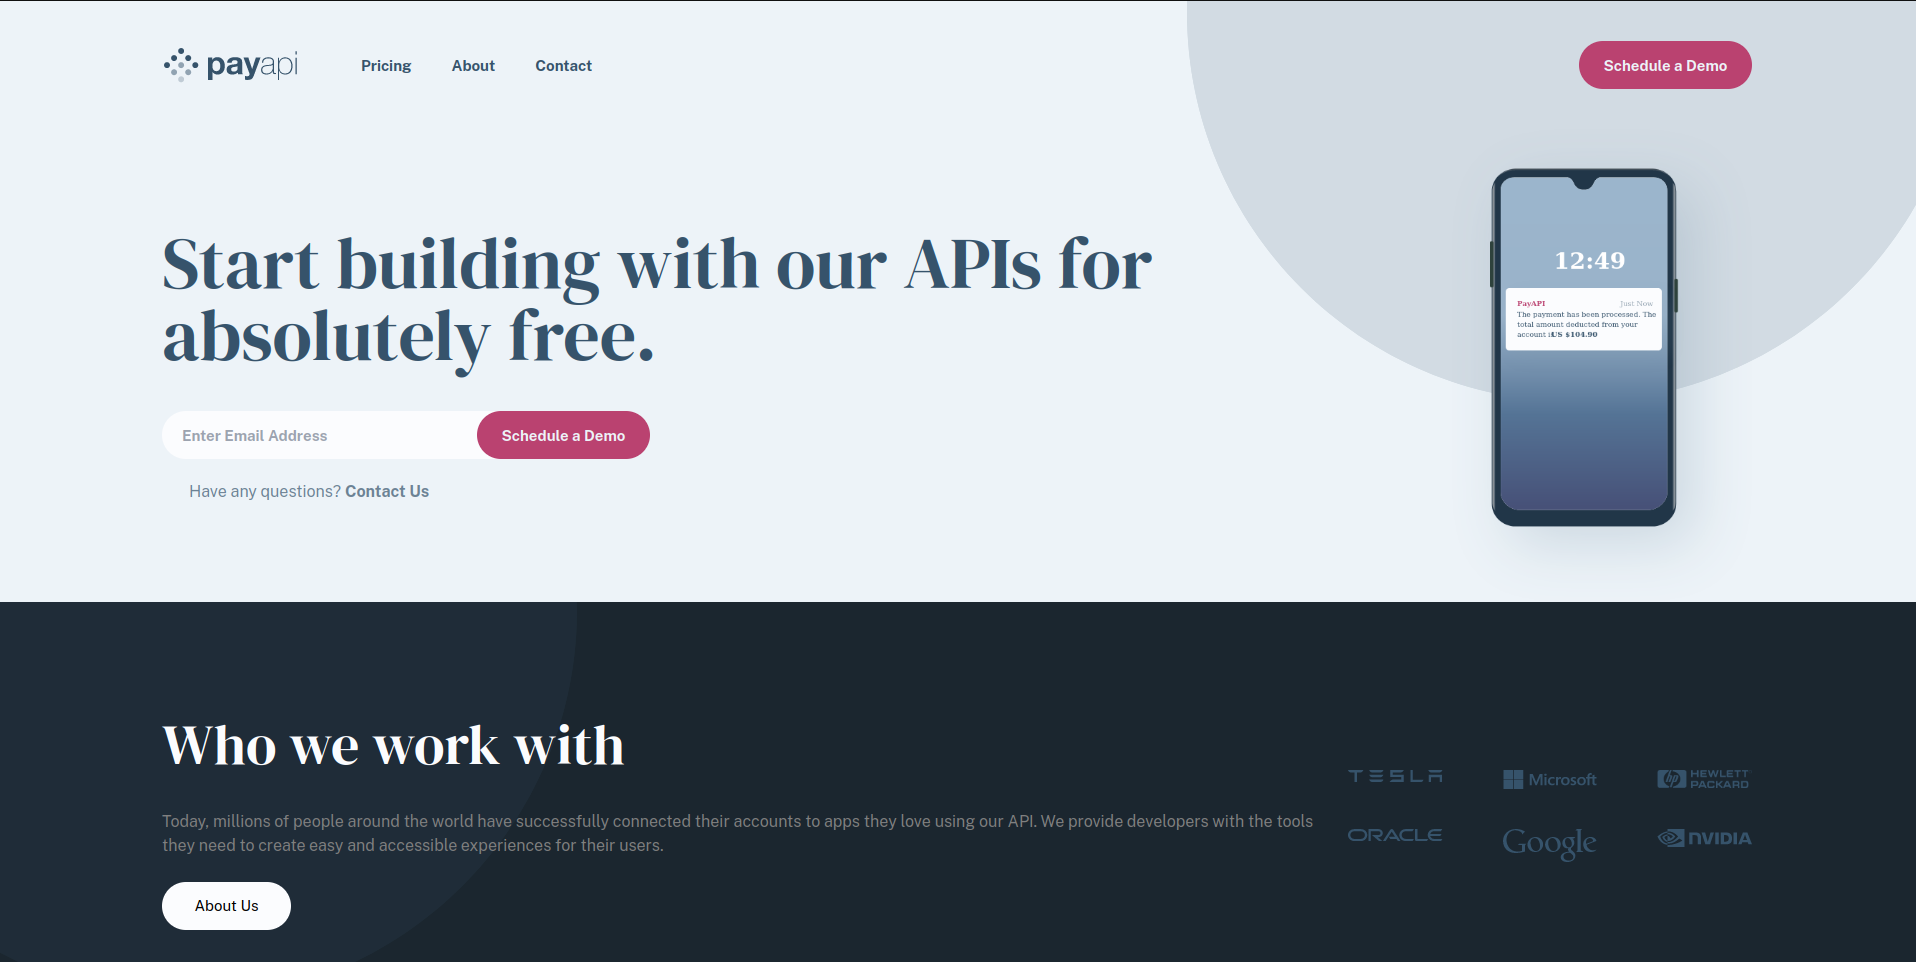 payapi
Pricing
About
Contact
Schedule a Demo
Start building with our APIs for
absolutely free.
Enter Email Address
Schedule a Demo
Have any questions? Contact Us
12:49
PayAPI
Just Now
The payment has been processed. The
total amount deducted from your
account is US $104.90
Who we work with
Today, millions of people around the world have successfully connected their accounts to apps they love using our API. We provide developers with the tools
they need to create easy and accessible experiences for their users.
About Us
TESLA
Microsoft
hp HEWLETT
PACKARD
ORACLE
Google
NVIDIA